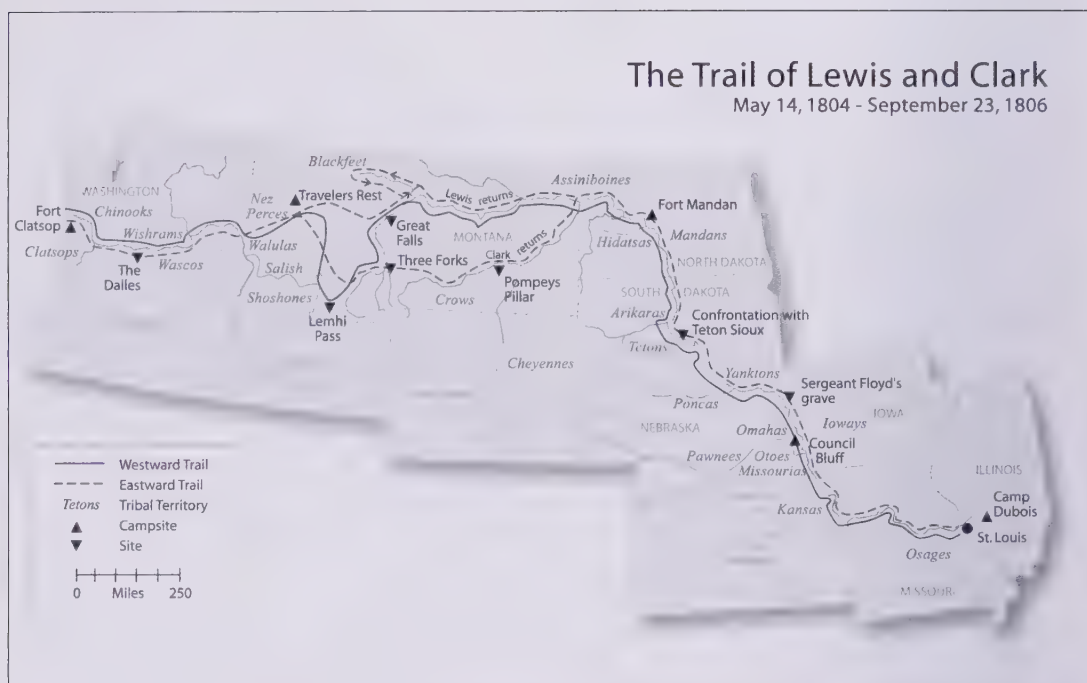 The Trail of Lewis and Clark
May 14, 1804 - September 23, 1806
Blackfeet
Assiniboines
WASHINGTON
Nez
Perces
Travelers Rest
Lewis returns
Fort
Clatsop
Chinooks
Fort Mandan
Great
Falls
Wishrams
MONTANA
Hidatsas
Mandans
Clatsops
Walulas
Clark returns
The
Dalles
Wascos
Salish
Three Forks
NORTH DAKOTA
Shoshones
Crows
Pompeys
Pillar
SOUTH DAKOTA
Lemhi
Pass
Arikaras
Confrontation with
Teton Sioux
Tetons
Cheyennes
Yanktons
Sergeant Floyd's
grave
Poncas
IOWA
Ioways
NEBRASKA
Omahas
Council
Bluff
Pawnees
Otoes
Missourias
Westward Trail
ILLINOIS
Eastward Trail
Tetons Tribal Territory
Camp
Dubois
Kansas
Campsite
Site
St. Louis
Osages
0 Miles 250
MISSOURI